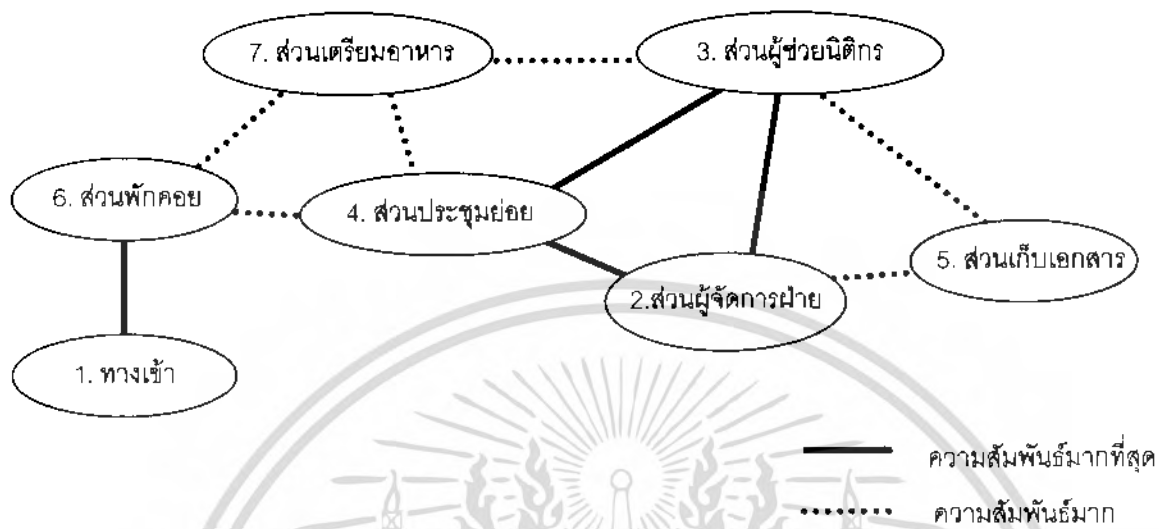 7. ส่วนเตรียมอาหาร
3. ส่วนผู้ช่วยนิติกร
6. ส่วนพักคอย
4. ส่วนประชุมย่อย
5. ส่วนเก็บเอกสาร
2.ส่วนผู้จัดการฝ่าย
1. ทางเข้า
ความสัมพันธ์มากที่สุด
ความสัมพันธ์มาก